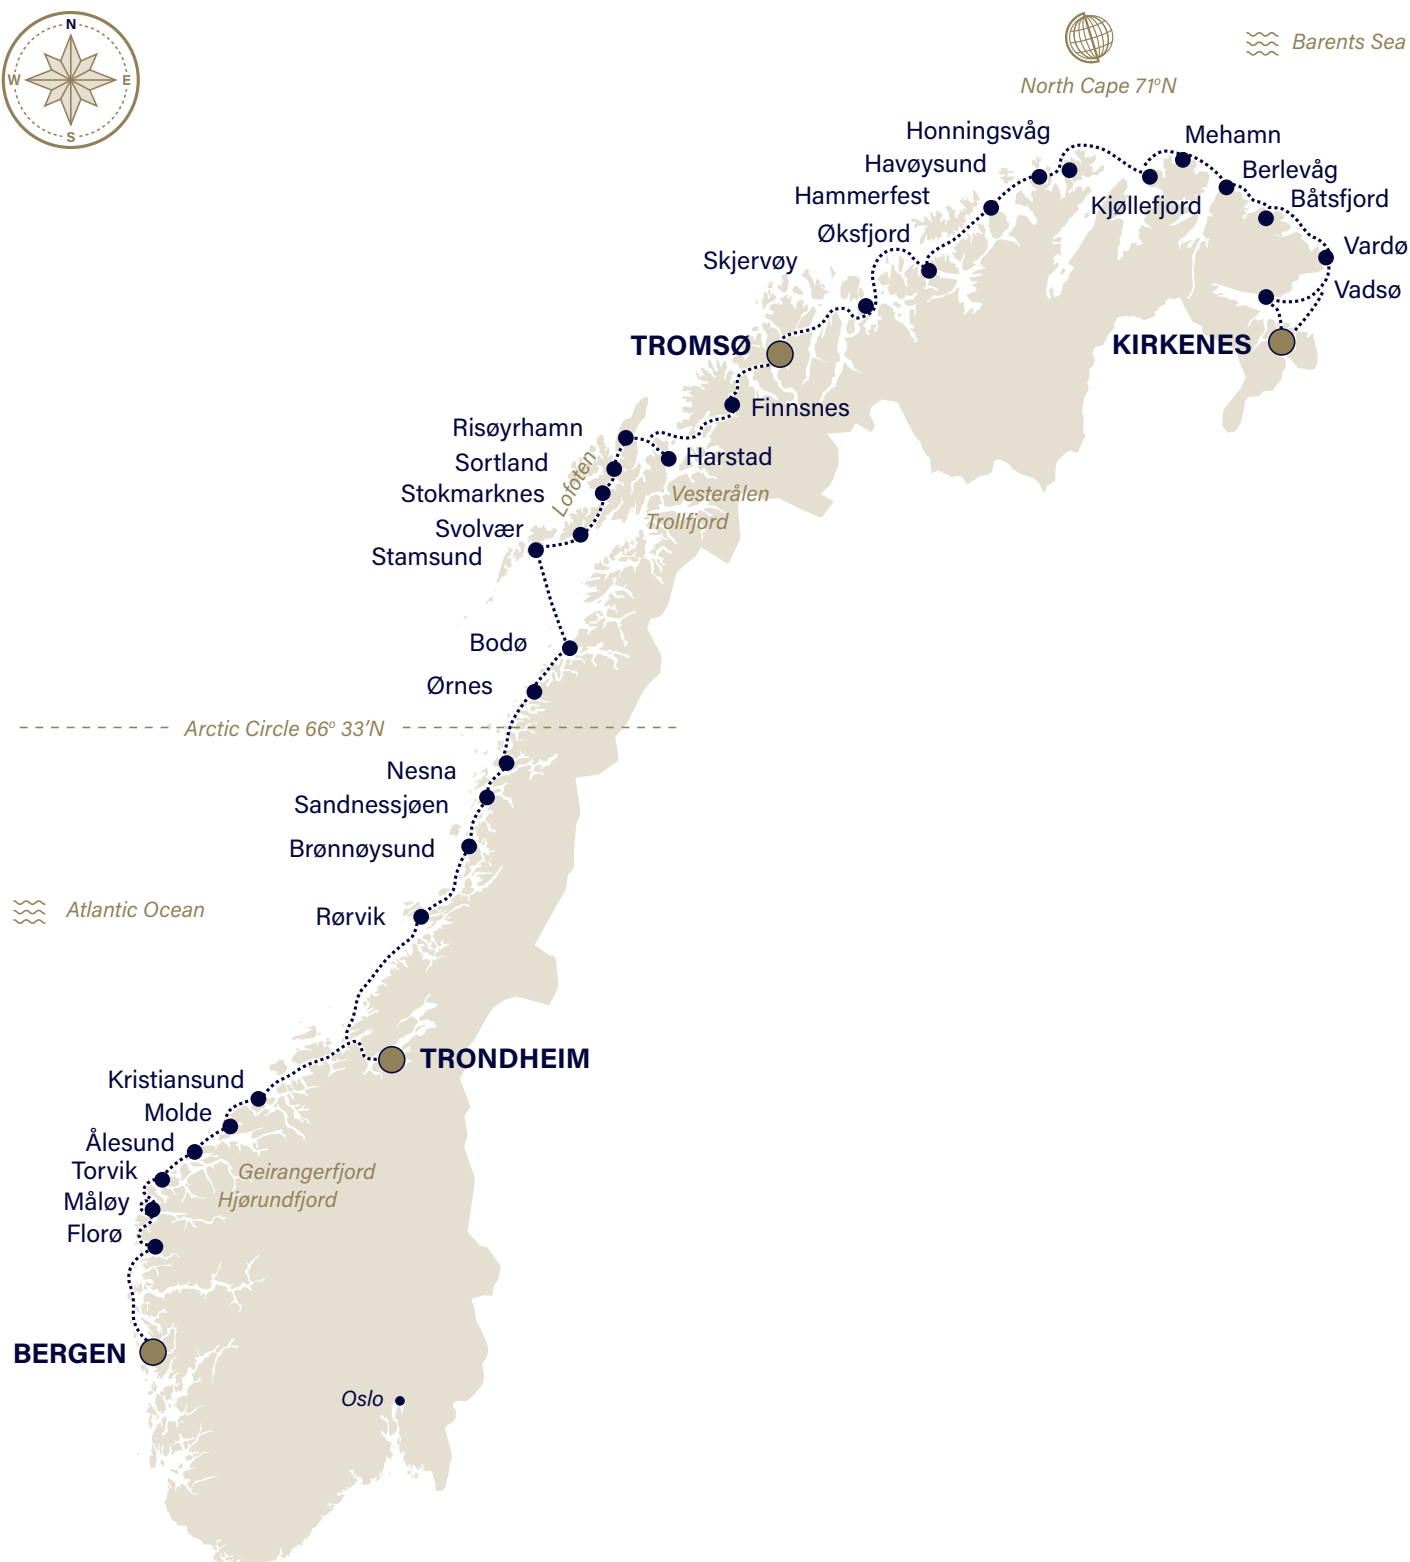 N
W
E
S
Barents Sea
North Cape 71ºN
Honningsvåg
Mehamn
Havøysund
Berlevåg
Hammerfest
Kjøllefjord
Båtsfjord
Øksfjord
Vardø
Skjervøy
Vadsø
TROMSØ
KIRKENES
Finnsnes
Risøyrhamn
Harstad
Sortland
Lofoten
Stokmarknes
Vesterålen
Trollfjord
Svolvær
Stamsund
Bodø
Ørnes
Arctic Circle 66º 33’N
Nesna
Sandnessjøen
Brønnøysund
Atlantic Ocean
Rørvik
TRONDHEIM
Kristiansund
Molde
Ålesund
Torvik
Geirangerfjord
Måløy
Hjørundfjord
Florø
BERGEN
Oslo